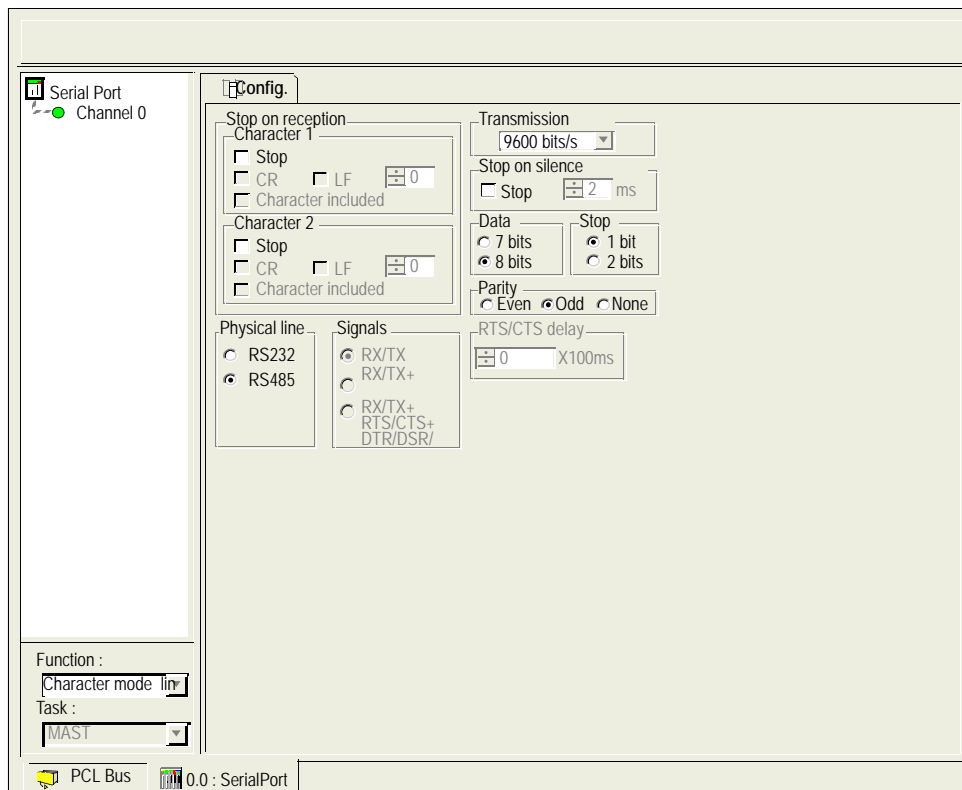 Serial Port
Channel 0
Config.
Stop on reception
Character 1
Stop
CR LF 0
Character included
Character 2
Stop
CR LF 0
Character included
Transmission
9600 bits/s
Stop on silence
Stop 2 ms
Data
7 bits
8 bits
Stop
1 bit
2 bits
Parity
Even Odd None
Physical line
RS232
RS485
Signals
RX/TX
RX/TX+
RX/TX+
RTS/CTS+
DTR/DSR/
RTS/CTS delay
0 X100ms
Function :
Character mode lin
Task :
MAST
PCL Bus
0.0 : SerialPort